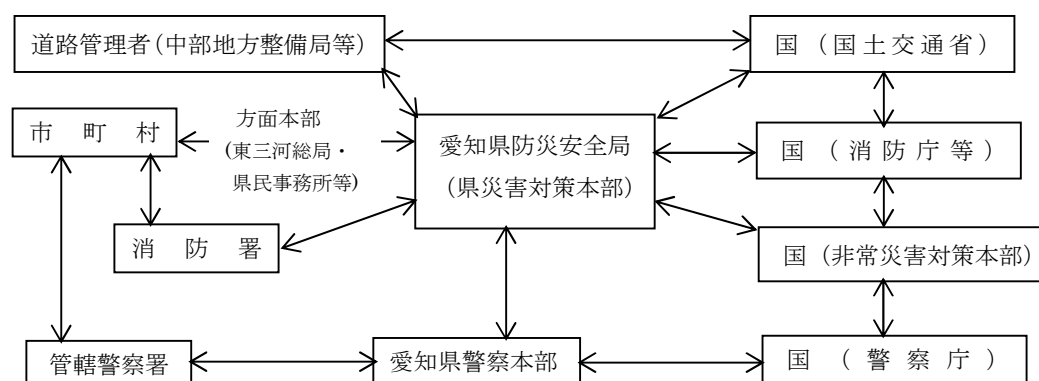 道路管理者（中部地方整備局等）
国（国土交通省）
市町村
方面本部
（東三河総局・
県民事務所等）
愛知県防災安全局
（県災害対策本部）
国（消防庁等）
消防署
国（非常災害対策本部）
管轄警察署
愛知県警察本部
国（警察庁）